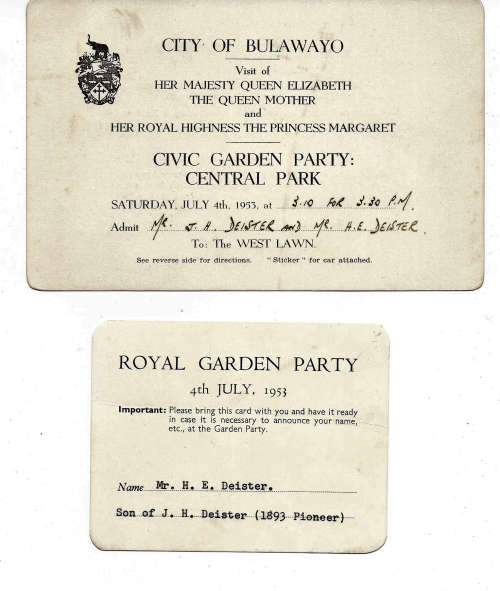 CITY OF BULAWAYO
Visit of
HER MAJESTY QUEEN ELIZABETH
THE QUEEN MOTHER
and
HER ROYAL HIGHNESS THE PRINCESS MARGARET
CIVIC GARDEN PARTY:
CENTRAL PARK
SATURDAY, JULY 4th, 1953, at 3.10 FOR 3.30 P.M.
Admit MR. J. H. DEISTER AND MR. H.E. DEISTER.
To: The WEST LAWN.
See reverse side for directions. "Sticker" for car attached.
ROYAL GARDEN PARTY
4th JULY, 1953
Important: Please bring this card with you and have it ready
in case it is necessary to announce your name,
etc., at the Garden Party.
Name Mr. H. E. Deister.
Son of J. H. Deister (1893 Pioneer)